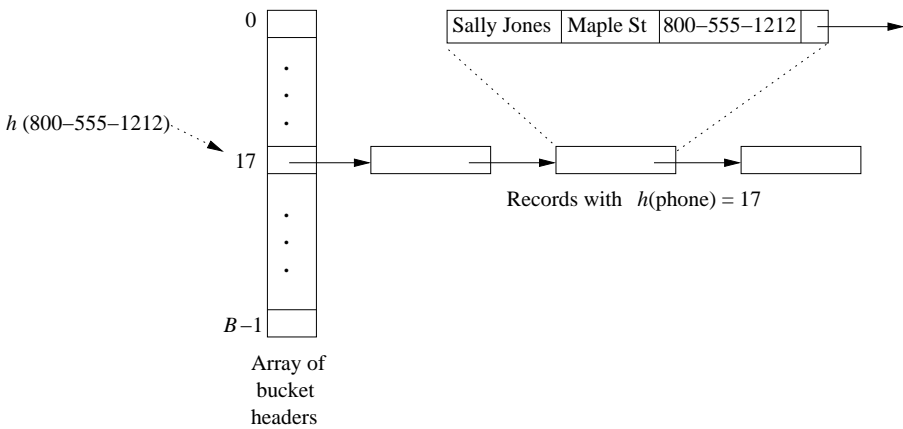 0
Sally Jones Maple St 800–555–1212
h (800–555–1212)
17
Records with h(phone) = 17
B–1
Array of
bucket
headers